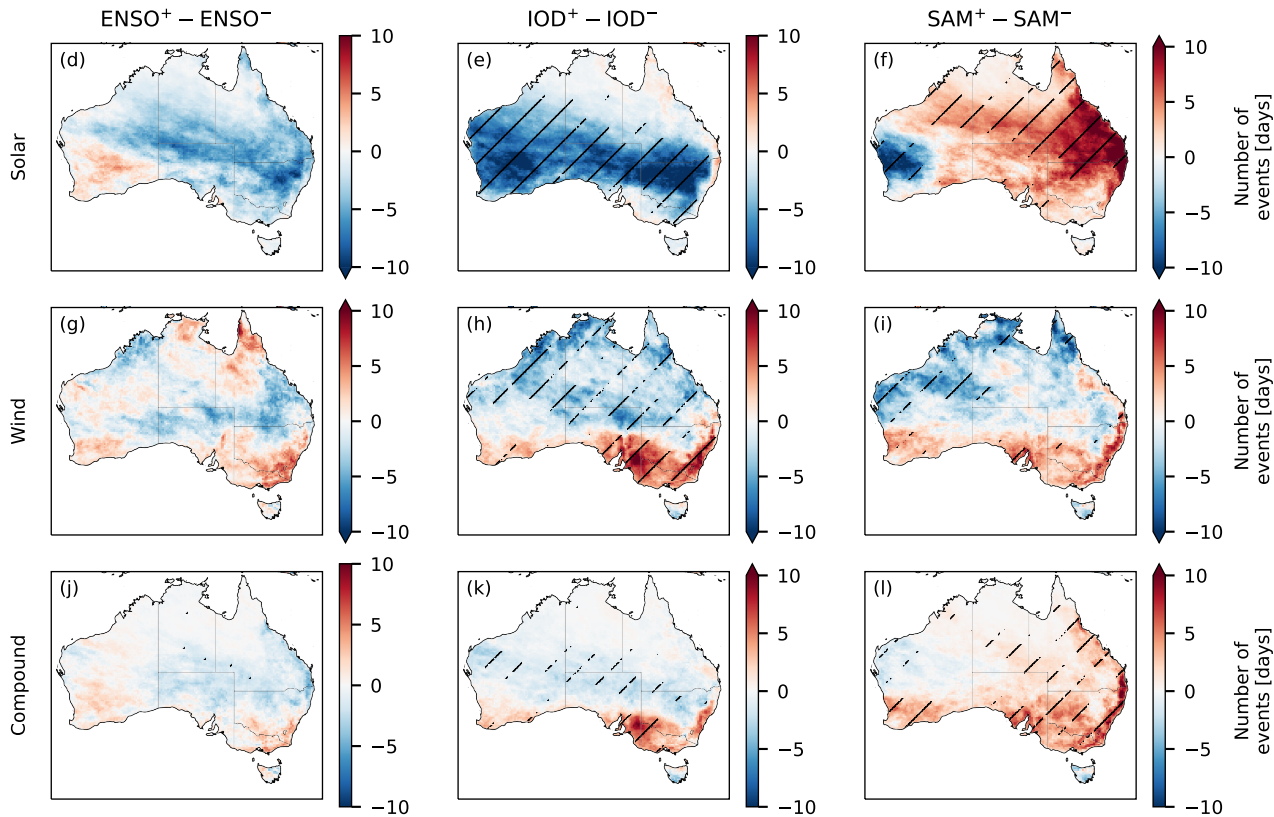 ENSO⁺ − ENSO⁻ IOD⁺ − IOD⁻ SAM⁺ − SAM⁻
Solar
(d)
10
5
0
−5
−10
(e)
10
5
0
−5
−10
(f)
10
5
0
−5
−10
Number of
events [days]
Wind
(g)
10
5
0
−5
−10
(h)
10
5
0
−5
−10
(i)
10
5
0
−5
−10
Number of
events [days]
Compound
(j)
10
5
0
−5
−10
(k)
10
5
0
−5
−10
(l)
10
5
0
−5
−10
Number of
events [days]